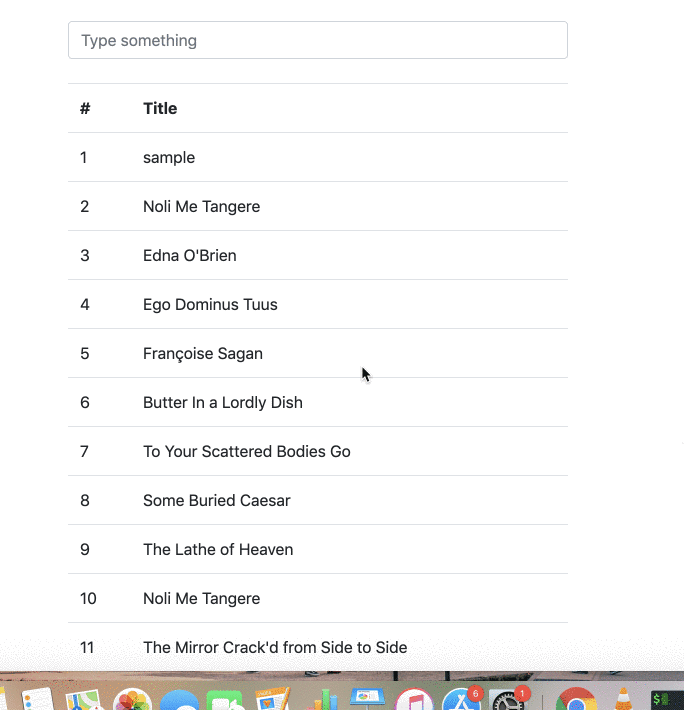 Type something
# Title
1 sample
2 Noli Me Tangere
3 Edna O'Brien
4 Ego Dominus Tuus
5 Françoise Sagan
6 Butter In a Lordly Dish
7 To Your Scattered Bodies Go
8 Some Buried Caesar
9 The Lathe of Heaven
10 Noli Me Tangere
11 The Mirror Crack'd from Side to Side
6 1 $